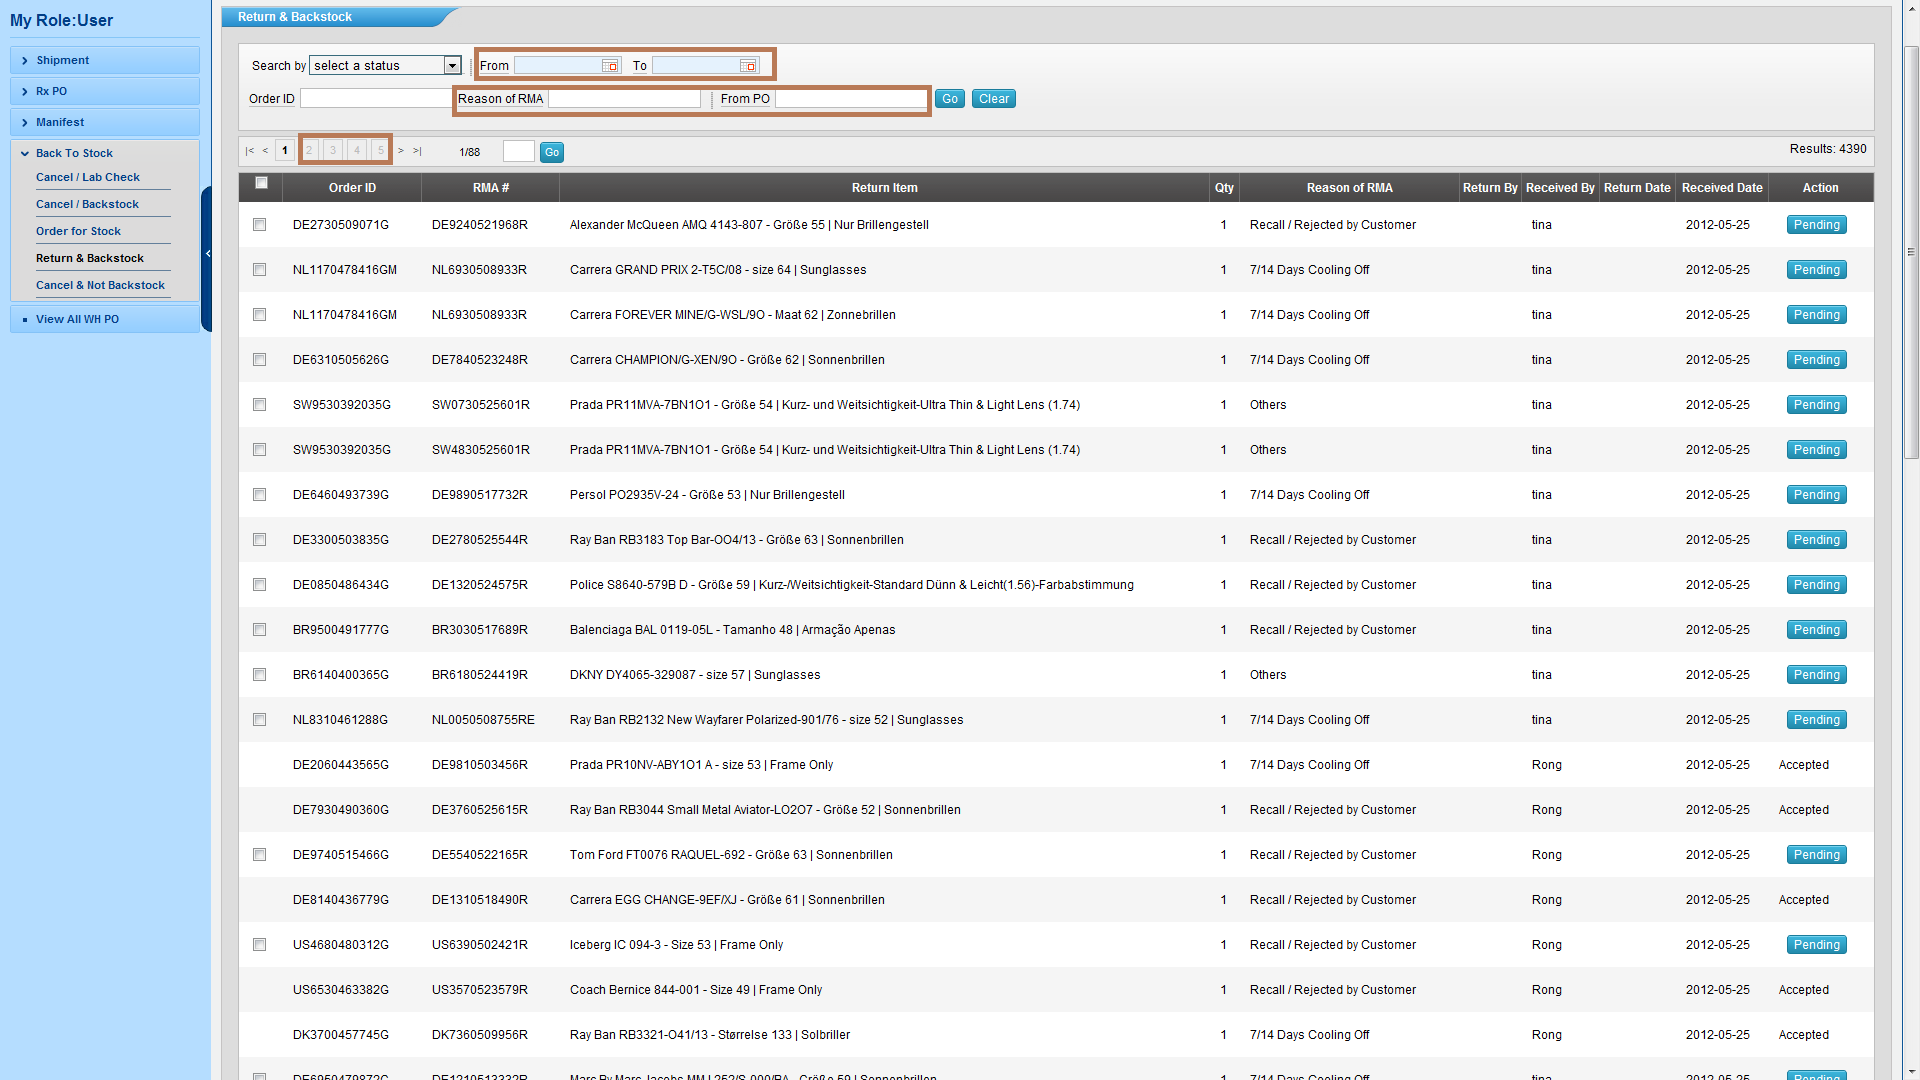 My Role:User
Shipment
Rx PO
Manifest
Back To Stock
Cancel / Lab Check
Cancel / Backstock
Order for Stock
Return & Backstock
Cancel & Not Backstock
View All WH PO
Return & Backstock
Search by select a status From To
Order ID Reason of RMA From PO Go Clear
|< < 1 2 3 4 5 > >| 1/88 Go Results: 4390
Order ID RMA # Return Item Qty Reason of RMA Return By Received By Return Date Received Date Action
DE2730509071G DE9240521968R Alexander McQueen AMQ 4143-807 - Größe 55 | Nur Brillengestell 1 Recall / Rejected by Customer tina 2012-05-25 Pending
NL1170478416GM NL6930508933R Carrera GRAND PRIX 2-T5C/08 - size 64 | Sunglasses 1 7/14 Days Cooling Off tina 2012-05-25 Pending
NL1170478416GM NL6930508933R Carrera FOREVER MINE/G-WSL/9O - Maat 62 | Zonnebrillen 1 7/14 Days Cooling Off tina 2012-05-25 Pending
DE6310505626G DE7840523248R Carrera CHAMPION/G-XEN/9O - Größe 62 | Sonnenbrillen 1 7/14 Days Cooling Off tina 2012-05-25 Pending
SW9530392035G SW0730525601R Prada PR11MVA-7BN1O1 - Größe 54 | Kurz- und Weitsichtigkeit-Ultra Thin & Light Lens (1.74) 1 Others tina 2012-05-25 Pending
SW9530392035G SW4830525601R Prada PR11MVA-7BN1O1 - Größe 54 | Kurz- und Weitsichtigkeit-Ultra Thin & Light Lens (1.74) 1 Others tina 2012-05-25 Pending
DE6460493739G DE9890517732R Persol PO2935V-24 - Größe 53 | Nur Brillengestell 1 7/14 Days Cooling Off tina 2012-05-25 Pending
DE3300503835G DE2780525544R Ray Ban RB3183 Top Bar-OO4/13 - Größe 63 | Sonnenbrillen 1 Recall / Rejected by Customer tina 2012-05-25 Pending
DE0850486434G DE1320524575R Police S8640-579B D - Größe 59 | Kurz-/Weitsichtigkeit-Standard Dünn & Leicht(1.56)-Farbabstimmung 1 Recall / Rejected by Customer tina 2012-05-25 Pending
BR9500491777G BR3030517689R Balenciaga BAL 0119-05L - Tamanho 48 | Armação Apenas 1 Recall / Rejected by Customer tina 2012-05-25 Pending
BR6140400365G BR6180524419R DKNY DY4065-329087 - size 57 | Sunglasses 1 Others tina 2012-05-25 Pending
NL8310461288G NL0050508755RE Ray Ban RB2132 New Wayfarer Polarized-901/76 - size 52 | Sunglasses 1 7/14 Days Cooling Off tina 2012-05-25 Pending
DE2060443565G DE9810503456R Prada PR10NV-ABY1O1 A - size 53 | Frame Only 1 7/14 Days Cooling Off Rong 2012-05-25 Accepted
DE7930490360G DE3760525615R Ray Ban RB3044 Small Metal Aviator-LO2O7 - Größe 52 | Sonnenbrillen 1 Recall / Rejected by Customer Rong 2012-05-25 Accepted
DE9740515466G DE5540522165R Tom Ford FT0076 RAQUEL-692 - Größe 63 | Sonnenbrillen 1 Recall / Rejected by Customer Rong 2012-05-25 Pending
DE8140436779G DE1310518490R Carrera EGG CHANGE-9EF/XJ - Größe 61 | Sonnenbrillen 1 Recall / Rejected by Customer Rong 2012-05-25 Accepted
US4680480312G US6390502421R Iceberg IC 094-3 - Size 53 | Frame Only 1 Recall / Rejected by Customer Rong 2012-05-25 Pending
US6530463382G US3570523579R Coach Bernice 844-001 - Size 49 | Frame Only 1 Recall / Rejected by Customer Rong 2012-05-25 Accepted
DK3700457745G DK7360509956R Ray Ban RB3321-O41/13 - Størrelse 133 | Solbriller 1 7/14 Days Cooling Off Rong 2012-05-25 Accepted
DE6950479872G DE1210513332R Marc By Marc Jacobs MMJ 252/S-000/BA - Größe 59 | Sonnenbrillen 1 7/14 Days Cooling Off tina 2012-05-25 Pending